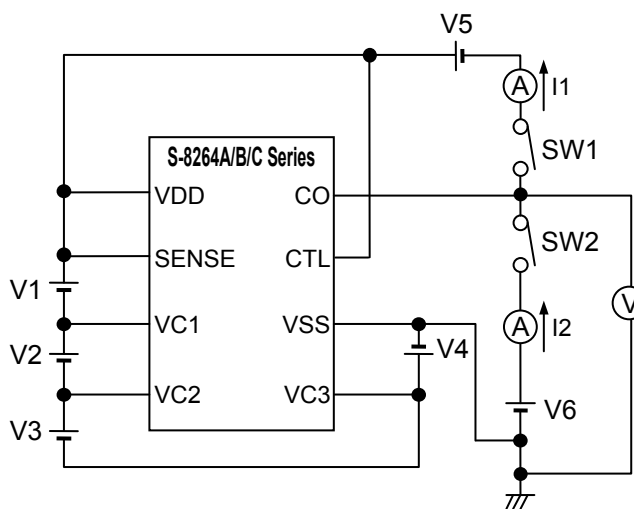 V5
A I1
S-8264A/B/C Series
SW1
VDD CO
SENSE CTL
SW2
V1
VC1 VSS
V
V2
A I2
V4
VC2 VC3
V6
V3